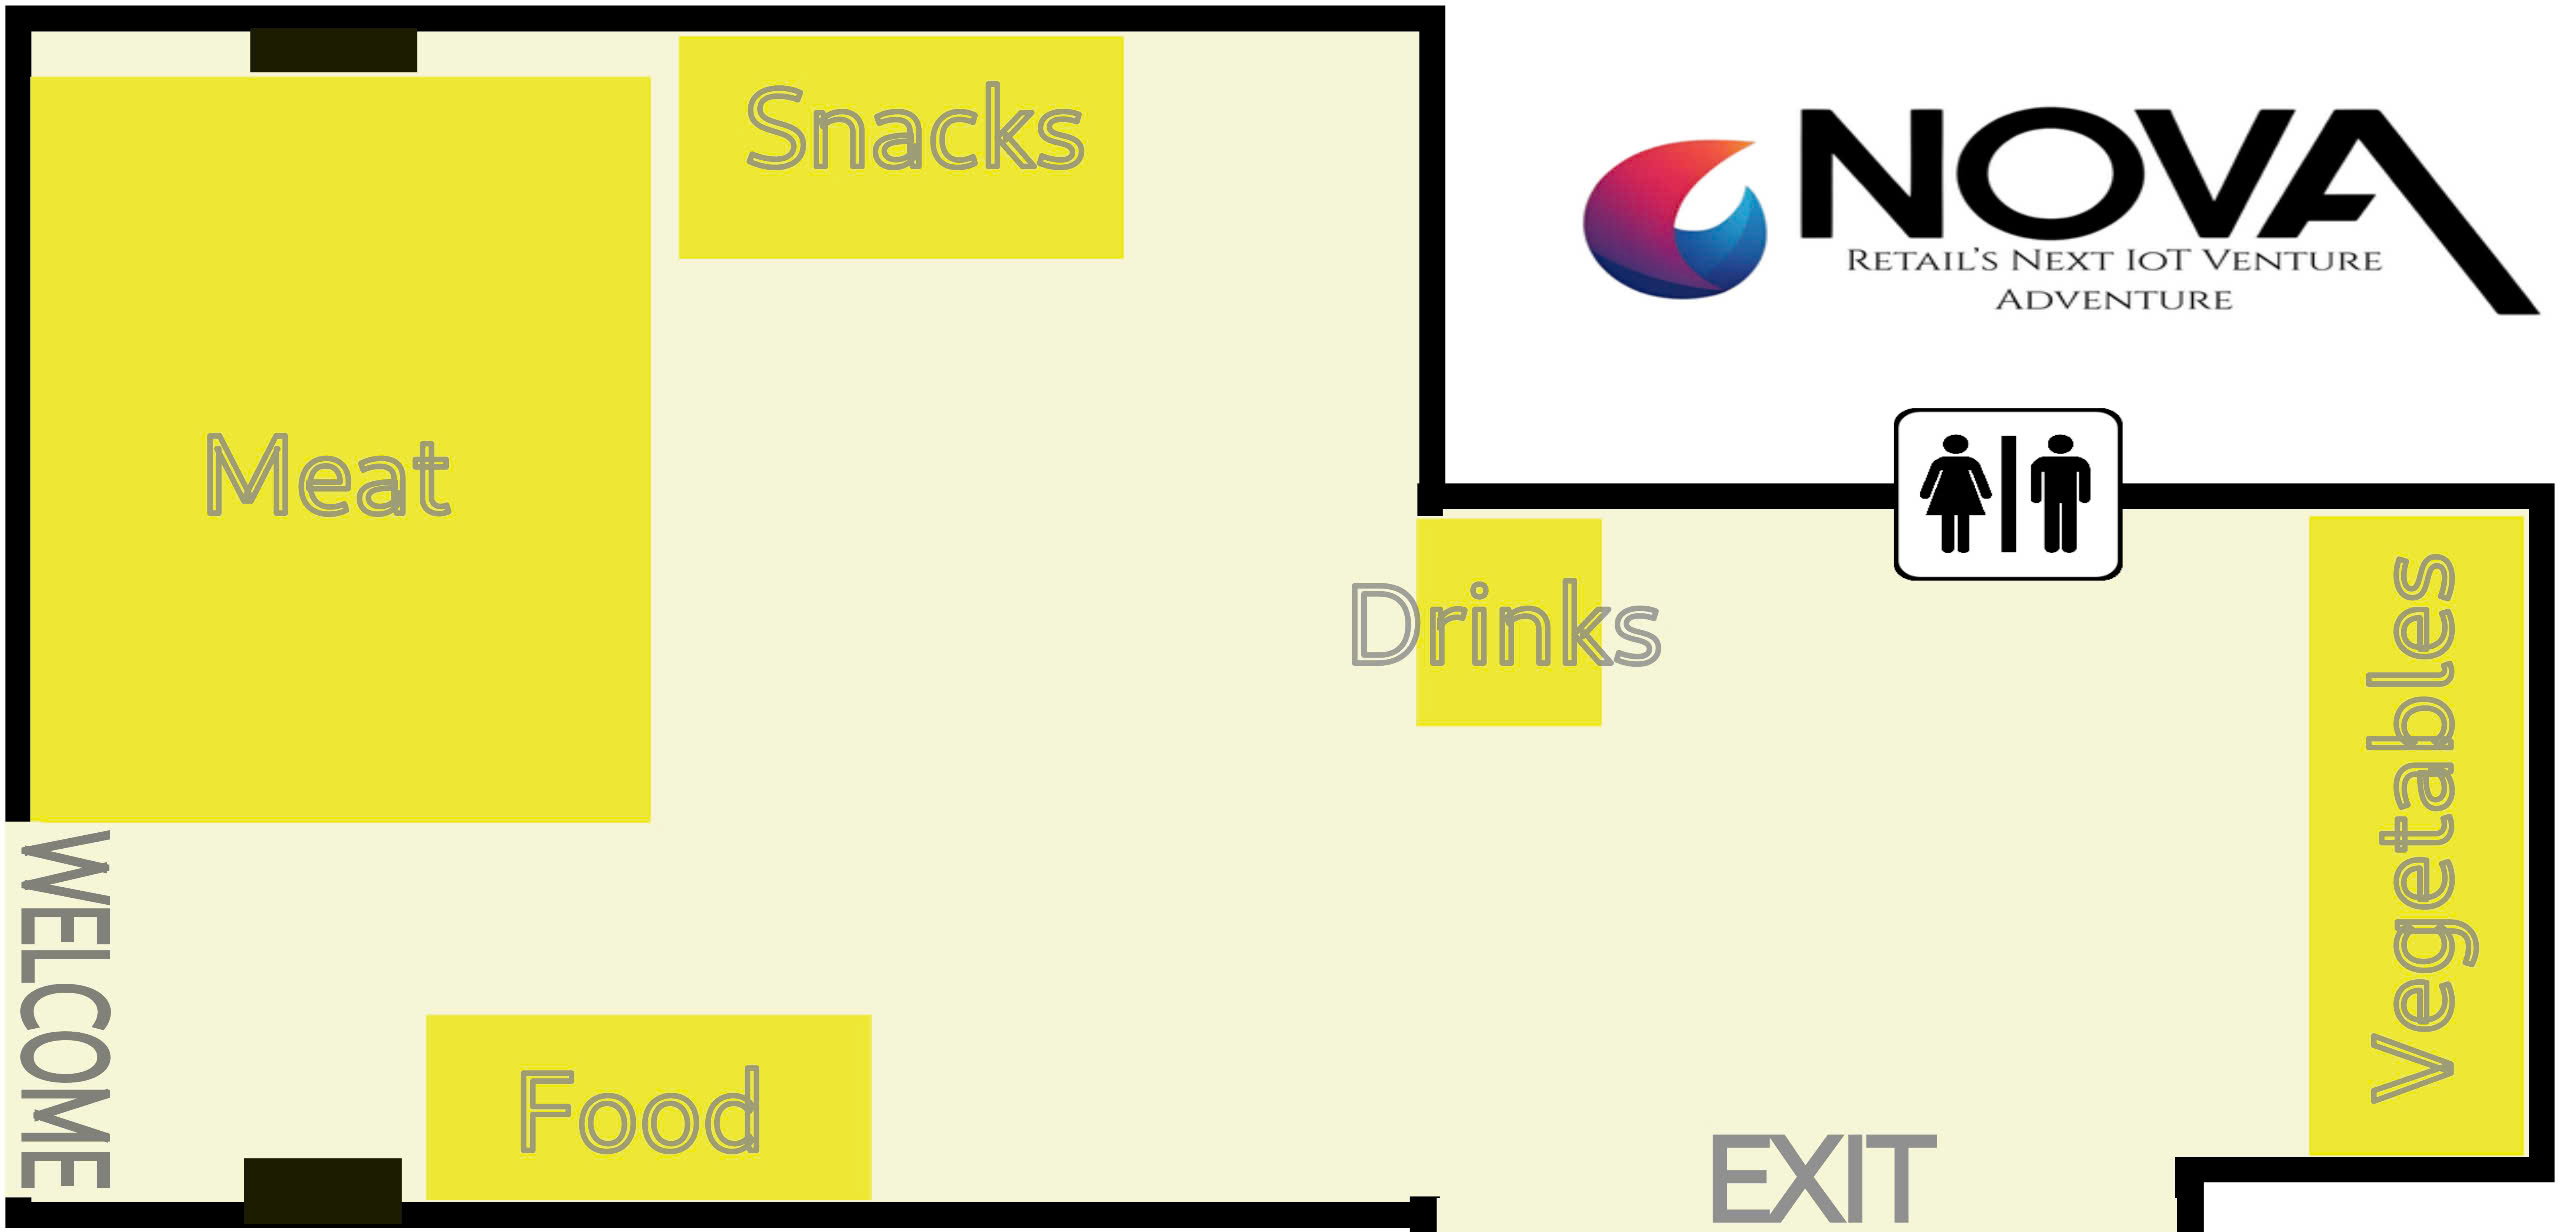 Snacks
NOVA
RETAIL'S NEXT IOT VENTURE
ADVENTURE
Meat
Drinks
Vegetables
WELCOME
Food
EXIT